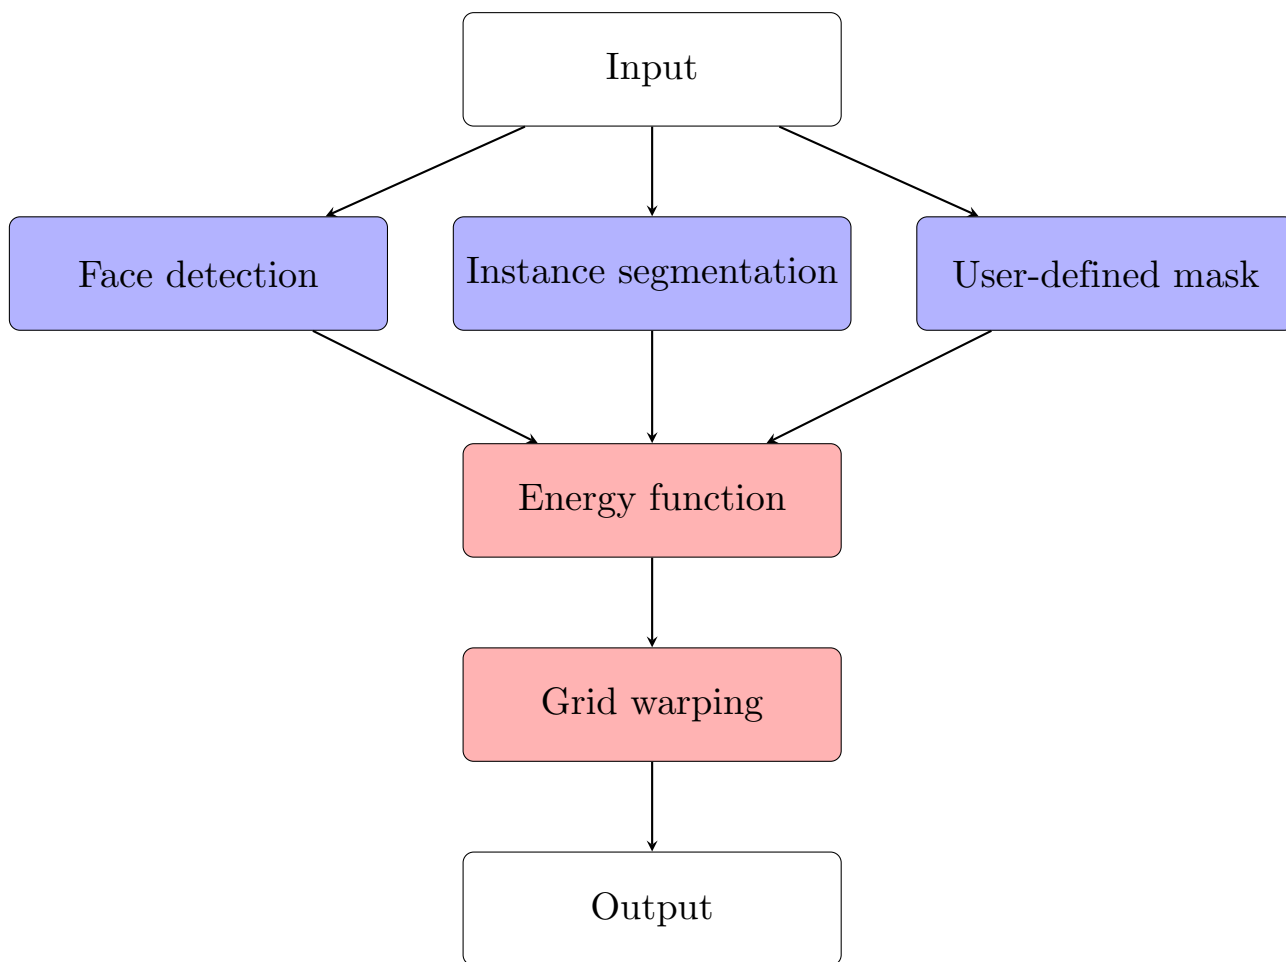 Input
Face detection
Instance segmentation
User-defined mask
Energy function
Grid warping
Output